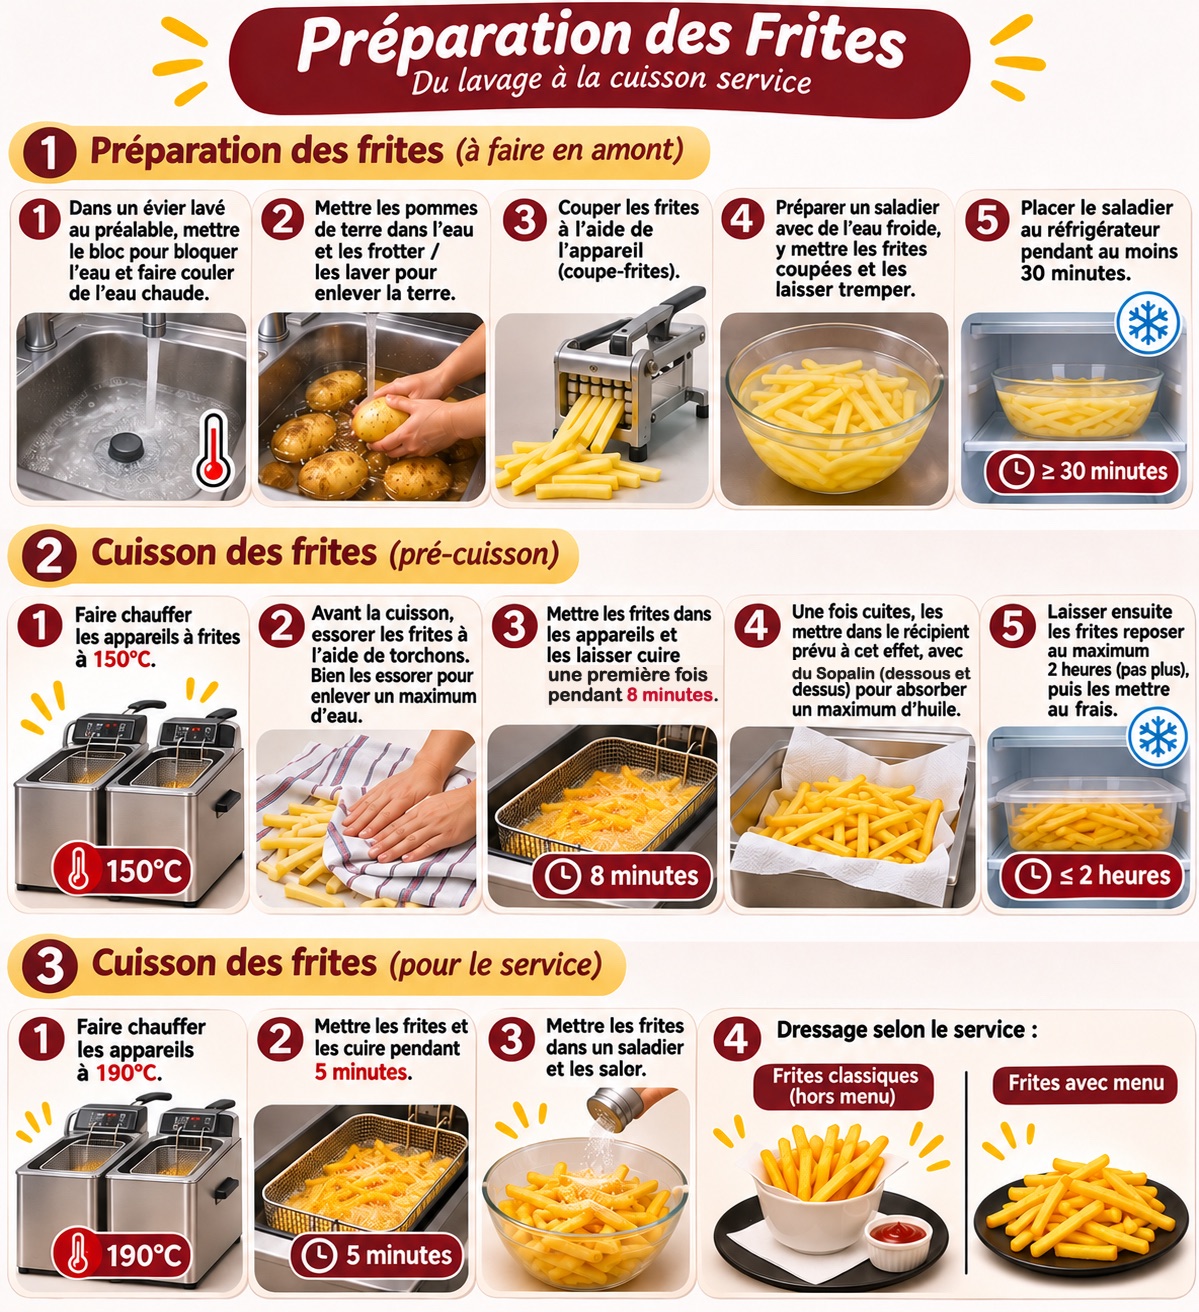 Préparation des Frites
Du lavage à la cuisson service
1 Préparation des frites (à faire en amont)
1 Dans un évier lavé
au préalable, mettre
le bloc pour bloquer
l'eau et faire couler
de l'eau chaude.
2 Mettre les pommes
de terre dans l'eau
et les frotter /
les laver pour
enlever la terre.
3 Couper les frites
à l'aide de
l'appareil
(coupe-frites).
4 Préparer un saladier
avec de l'eau froide,
y mettre les frites
coupées et les
laisser tremper.
5 Placer le saladier
au réfrigérateur
pendant au moins
30 minutes.
≥ 30 minutes
2 Cuisson des frites (pré-cuisson)
1 Faire chauffer
les appareils à frites
à 150°C.
150°C
2 Avant la cuisson,
essorer les frites à
l'aide de torchons.
Bien les essorer pour
enlever un maximum
d'eau.
3 Mettre les frites dans
les appareils et
les laisser cuire
une première fois
pendant 8 minutes.
8 minutes
4 Une fois cuites, les
mettre dans le récipient
prévu à cet effet, avec
du Sopalin (dessous et
dessus) pour absorber
un maximum d'huile.
5 Laisser ensuite
les frites reposer
au maximum
2 heures (pas plus),
puis les mettre
au frais.
≤ 2 heures
3 Cuisson des frites (pour le service)
1 Faire chauffer
les appareils
à 190°C.
190°C
2 Mettre les frites et
les cuire pendant
5 minutes.
5 minutes
3 Mettre les frites
dans un saladier
et les salor.
4 Dressage selon le service :
Frites classiques
(hors menu)
Frites avec menu